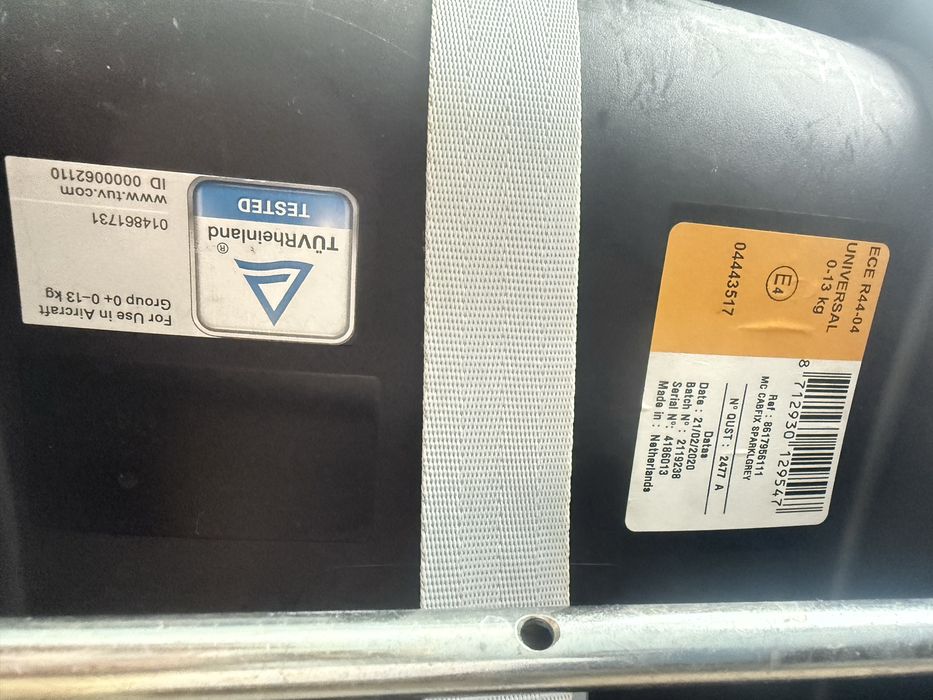 TESTED
TÜVRheinland ®
For Use in Aircraft
Group 0+ 0–13 kg
014861731
www.tuv.com
ID 0000062110
ECE R44-04
UNIVERSAL
0-13 kg
E4
04443517
8 712930 129547
Ref : 8617956111
MC CABFIX SPARKLGREY
N° QUST : 2477 A
Datas
Date : 21/02/2020
Batch N° : 2119238
Serial N° : 4186013
Made in : Netherlands